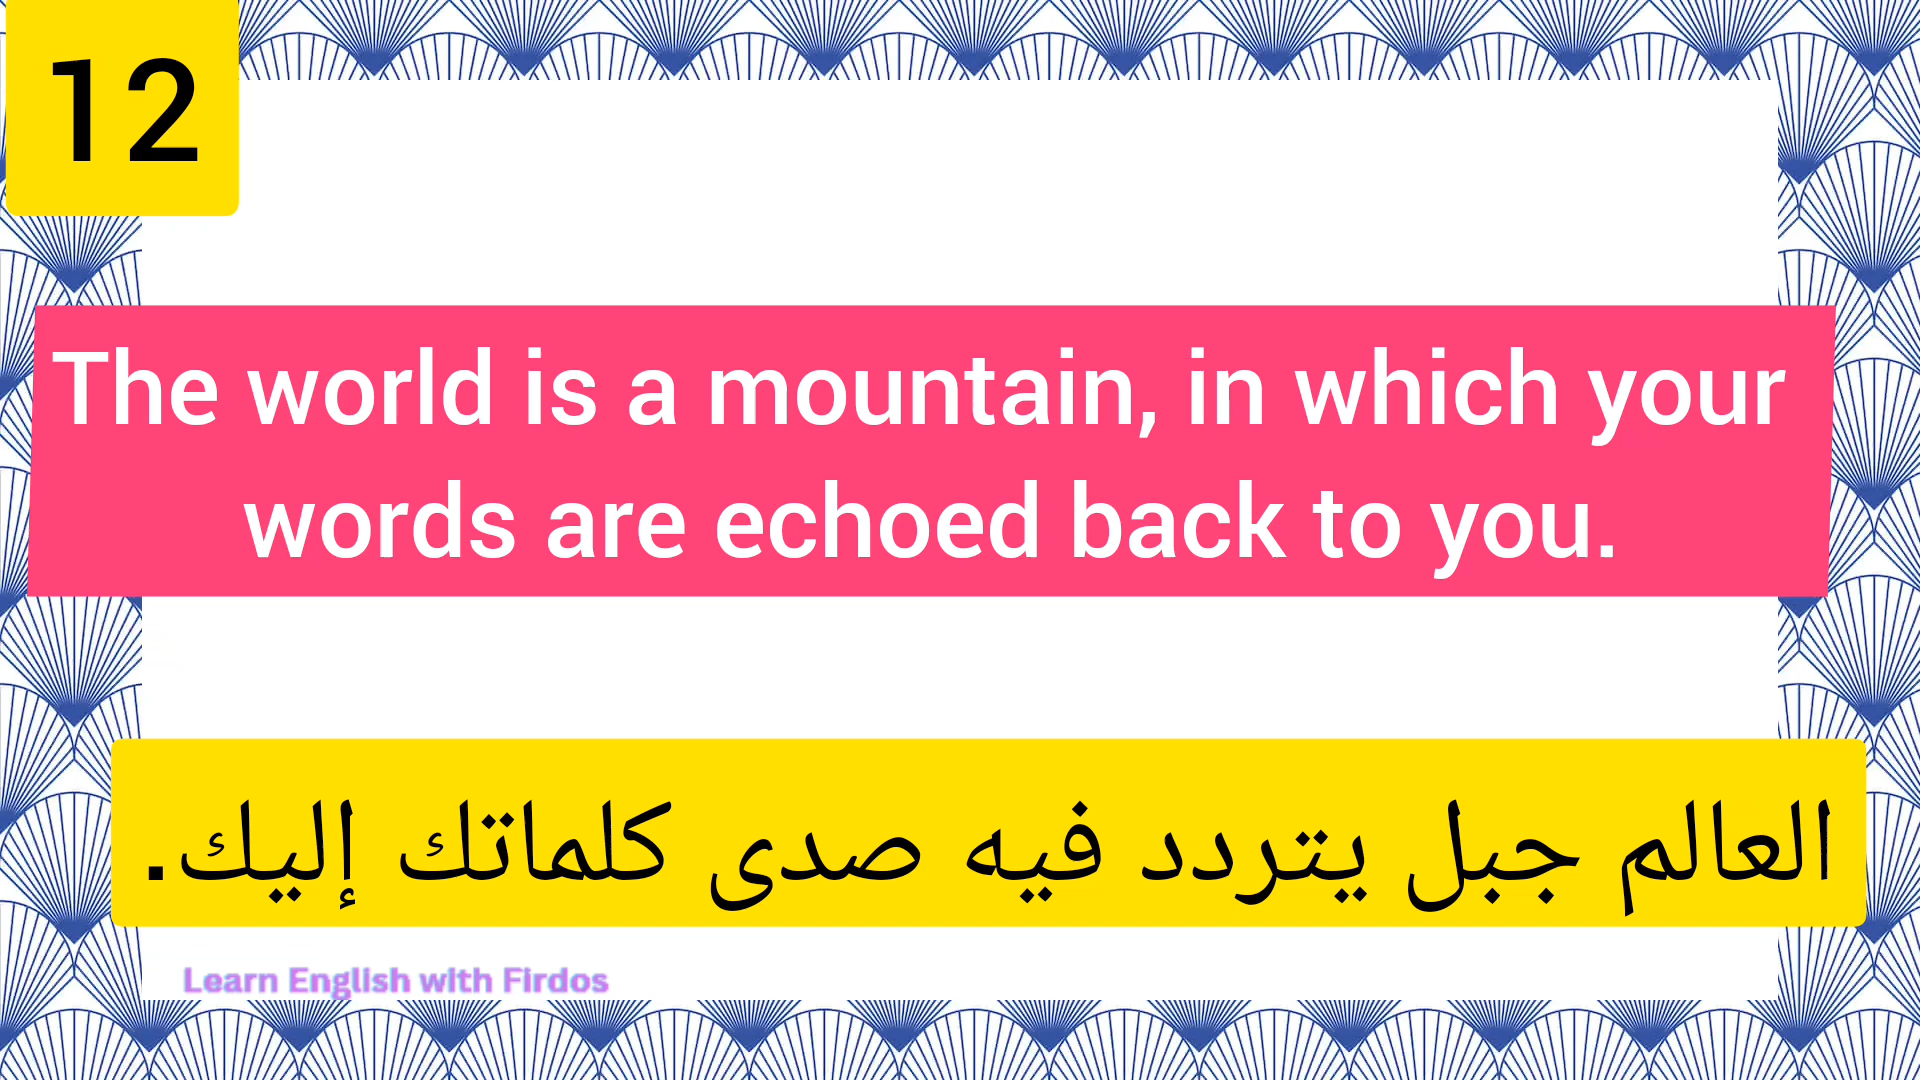 12
The world is a mountain, in which your
words are echoed back to you.
العالم جبل يتردد فيه صدى كلماتك إليك.
Learn English with Firdos